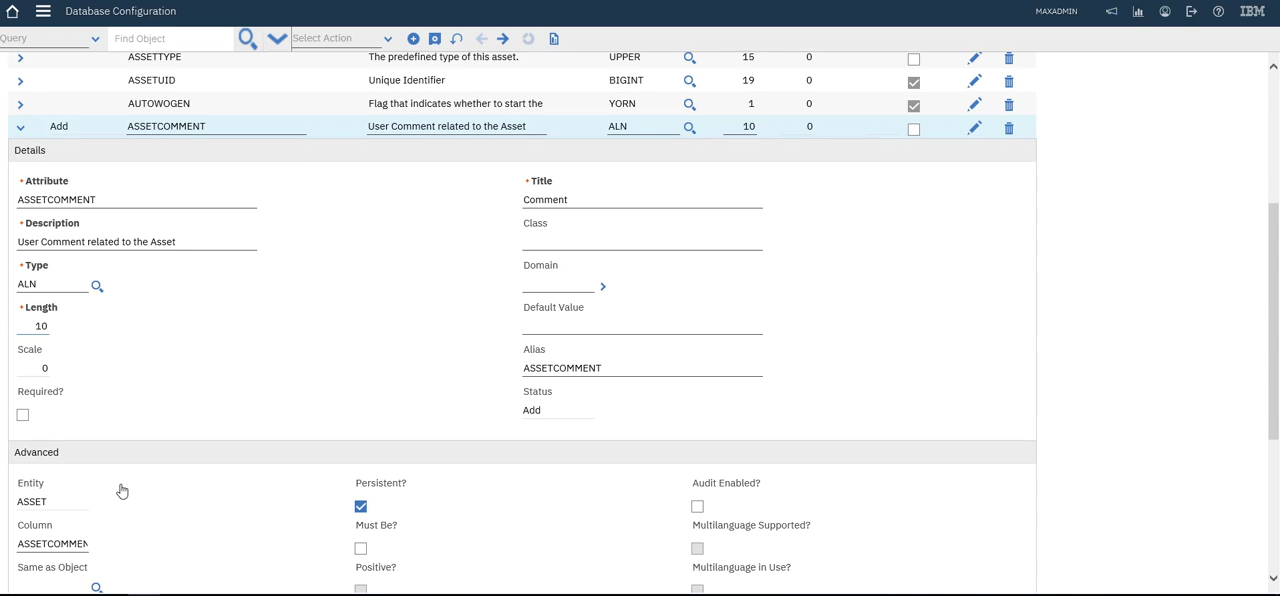 Database Configuration MAXADMIN IBM
Query Find Object Select Action
ASSETTYPE The predefined type of this asset. UPPER 15 0
ASSETUID Unique Identifier BIGINT 19 0
AUTOWOGEN Flag that indicates whether to start the YORN 1 0
Add ASSETCOMMENT User Comment related to the Asset ALN 10 0
Details
Attribute Title
ASSETCOMMENT Comment
Description Class
User Comment related to the Asset
Type Domain
ALN
Length Default Value
10
Scale Alias
0 ASSETCOMMENT
Required? Status
Add
Advanced
Entity Persistent? Audit Enabled?
ASSET
Column Must Be? Multilanguage Supported?
ASSETCOMMEN
Same as Object Positive? Multilanguage in Use?